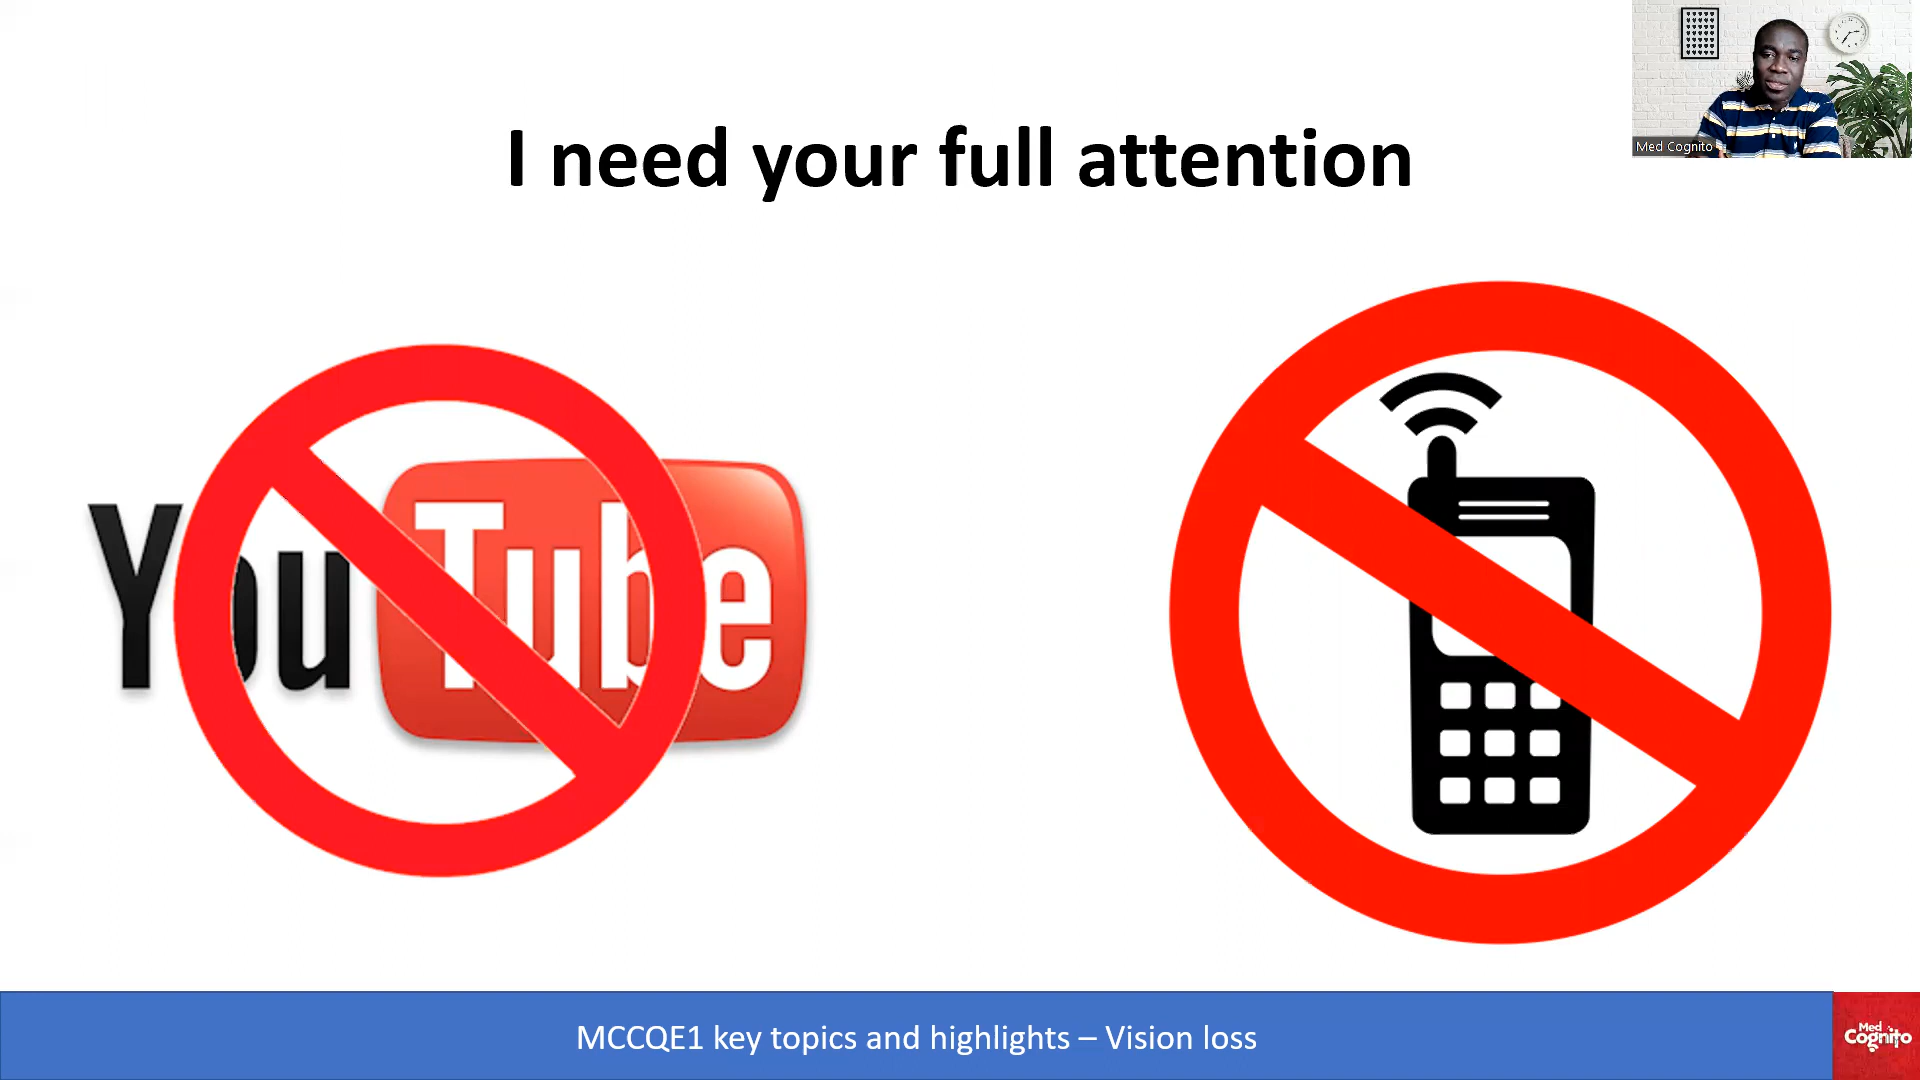 I need your full attention
Med Cognito
YouTube
MCCQE1 key topics and highlights – Vision loss
Med
Cognito